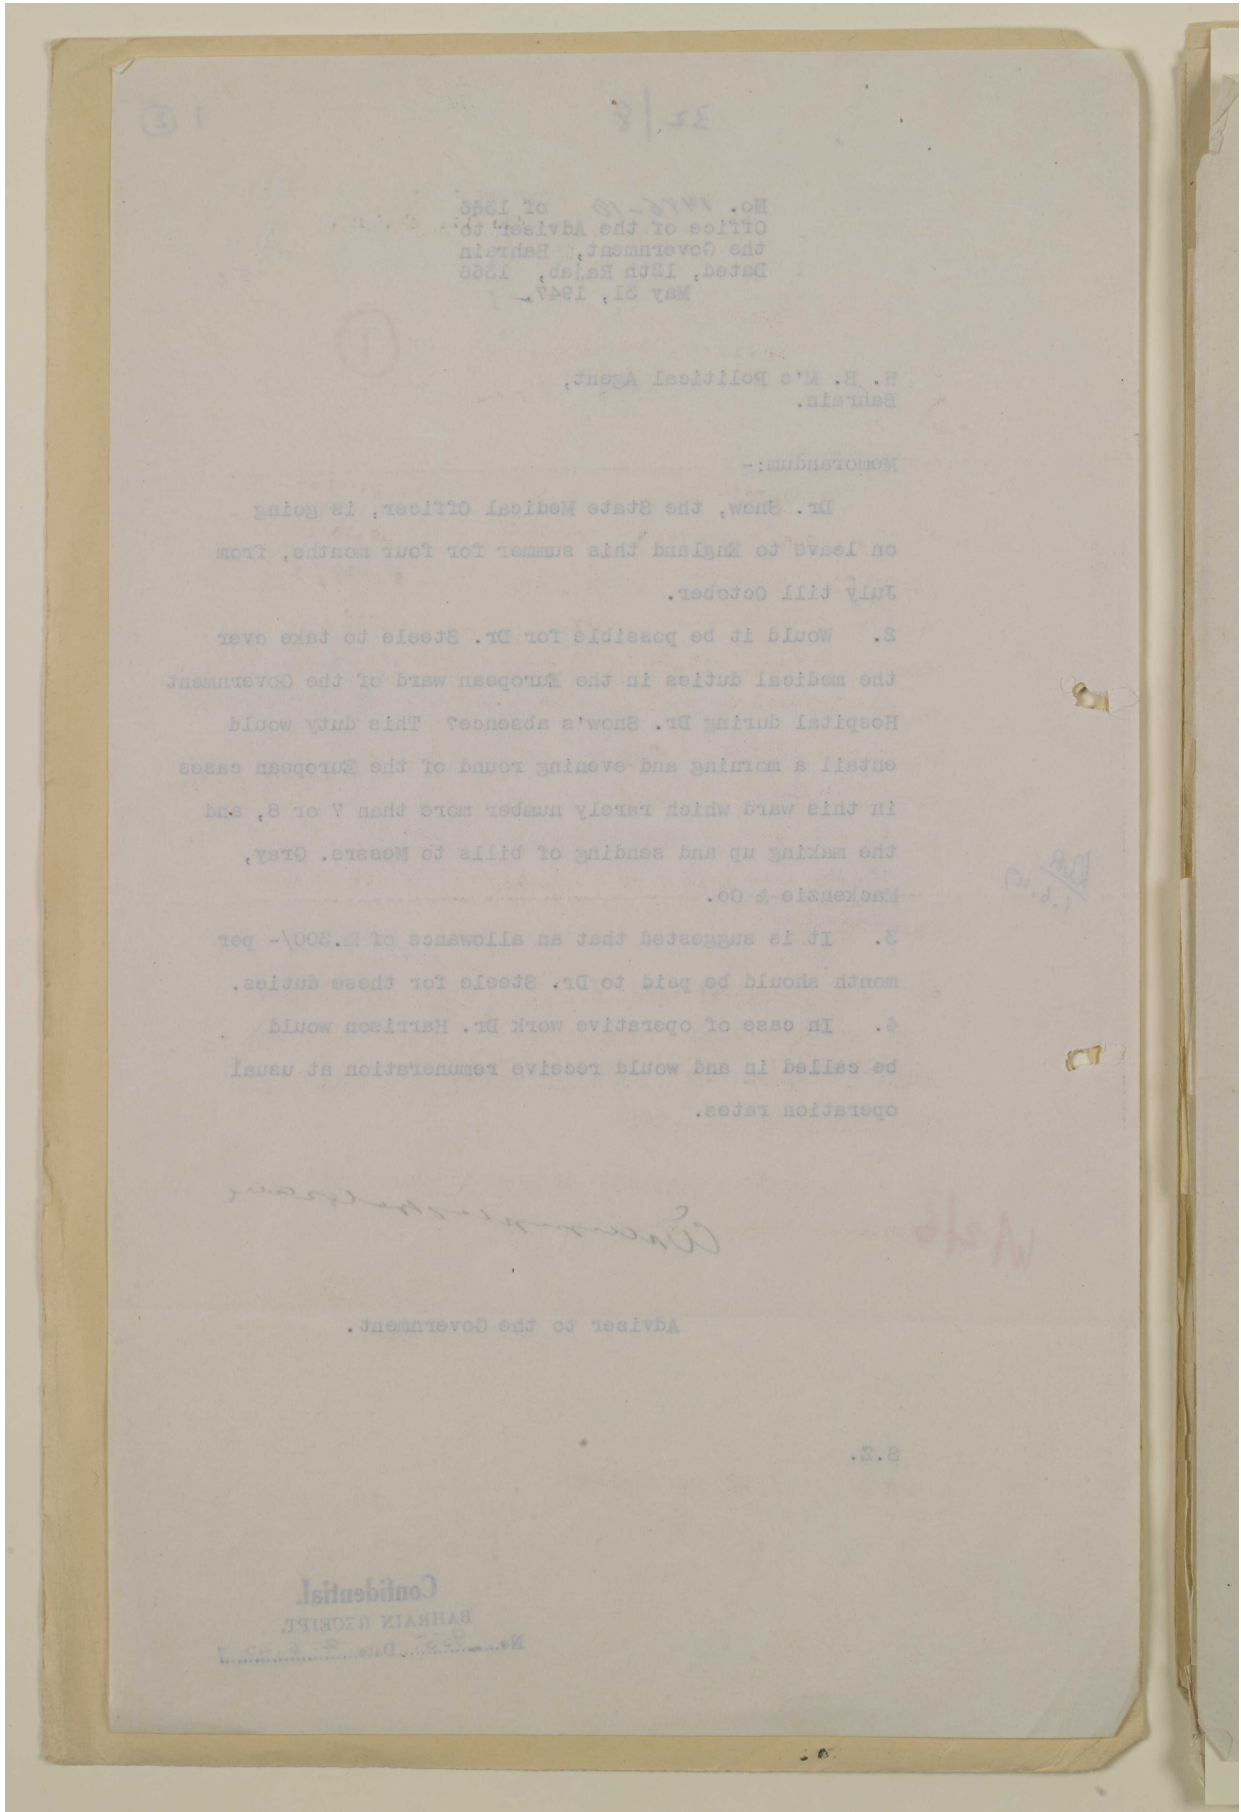 32/8
No. 1486-10 of 1366
Office of the Adviser to
the Government, Bahrain
Dated, 12th Rajab, 1366
May 31, 1947.
1
H. B. M's Political Agent,
Bahrain.
Memorandum:-
Dr. Snow, the State Medical Officer, is going
on leave to England this summer for four months, from
July till October.
2. Would it be possible for Dr. Steele to take over
the medical duties in the European ward of the Government
Hospital during Dr. Snow's absence? This duty would
entail a morning and evening round of the European cases
in this ward which rarely number more than 7 or 8, and
the making up and sending of bills to Messrs. Gray,
Mackenzie & Co.
3. It is suggested that an allowance of Rs.300/- per
month should be paid to Dr. Steele for these duties.
4. In case of operative work Dr. Harrison would
be called in and would receive remuneration at usual
operation rates.
Adviser to the Government.
S.Z.
Confidential.
BAHRAIN RECEIPT.
No. Date